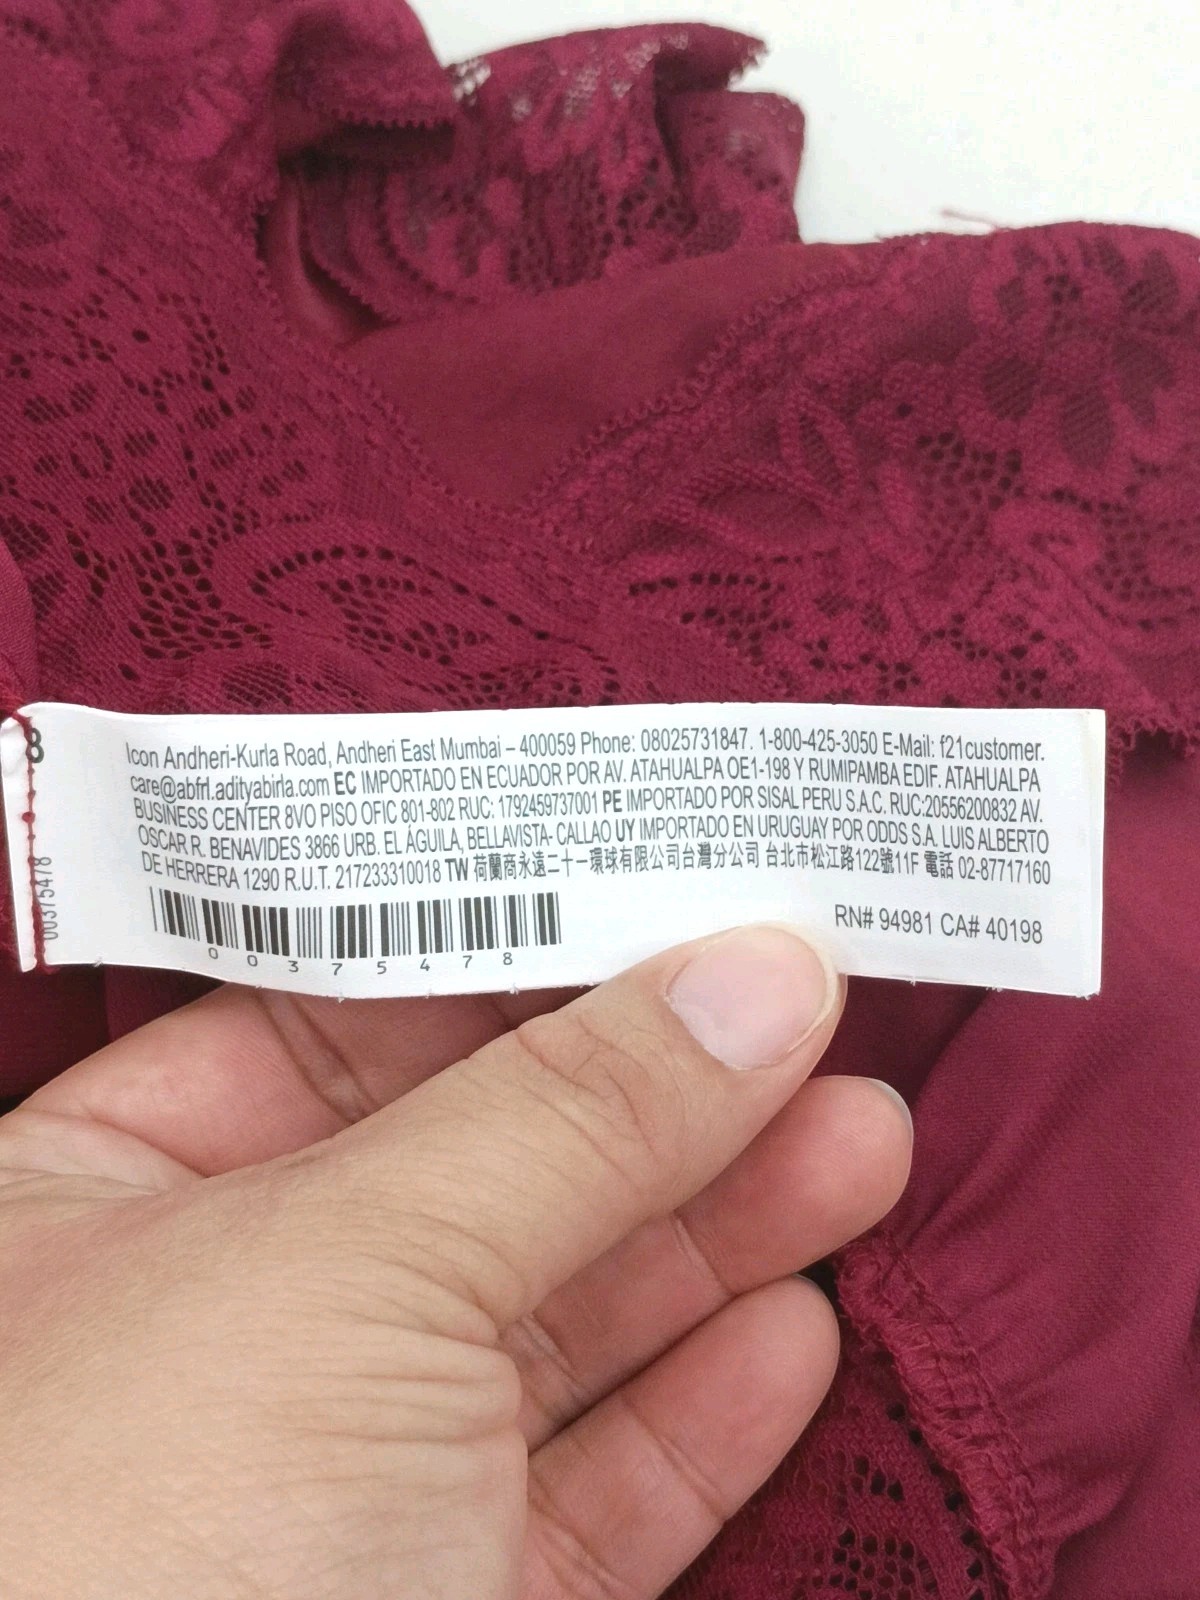 Icon Andheri-Kurla Road, Andheri East Mumbai – 400059 Phone: 08025731847. 1-800-425-3050 E-Mail: f21customer.
care@abfrl.adityabirla.com EC IMPORTADO EN ECUADOR POR AV. ATAHUALPA OE1-198 Y RUMIPAMBA EDIF. ATAHUALPA
BUSINESS CENTER 8VO PISO OFIC 801-802 RUC: 1792459737001 PE IMPORTADO POR SISAL PERU S.A.C. RUC:20556200832 AV.
OSCAR R. BENAVIDES 3866 URB. EL ÁGUILA, BELLAVISTA- CALLAO UY IMPORTADO EN URUGUAY POR ODDS S.A. LUIS ALBERTO
DE HERRERA 1290 R.U.T. 217233310018 TW 荷蘭商永遠二十一環球有限公司台灣分公司 台北市松江路122號11F 電話 02-87717160
RN# 94981 CA# 40198
00375478
00375478
8